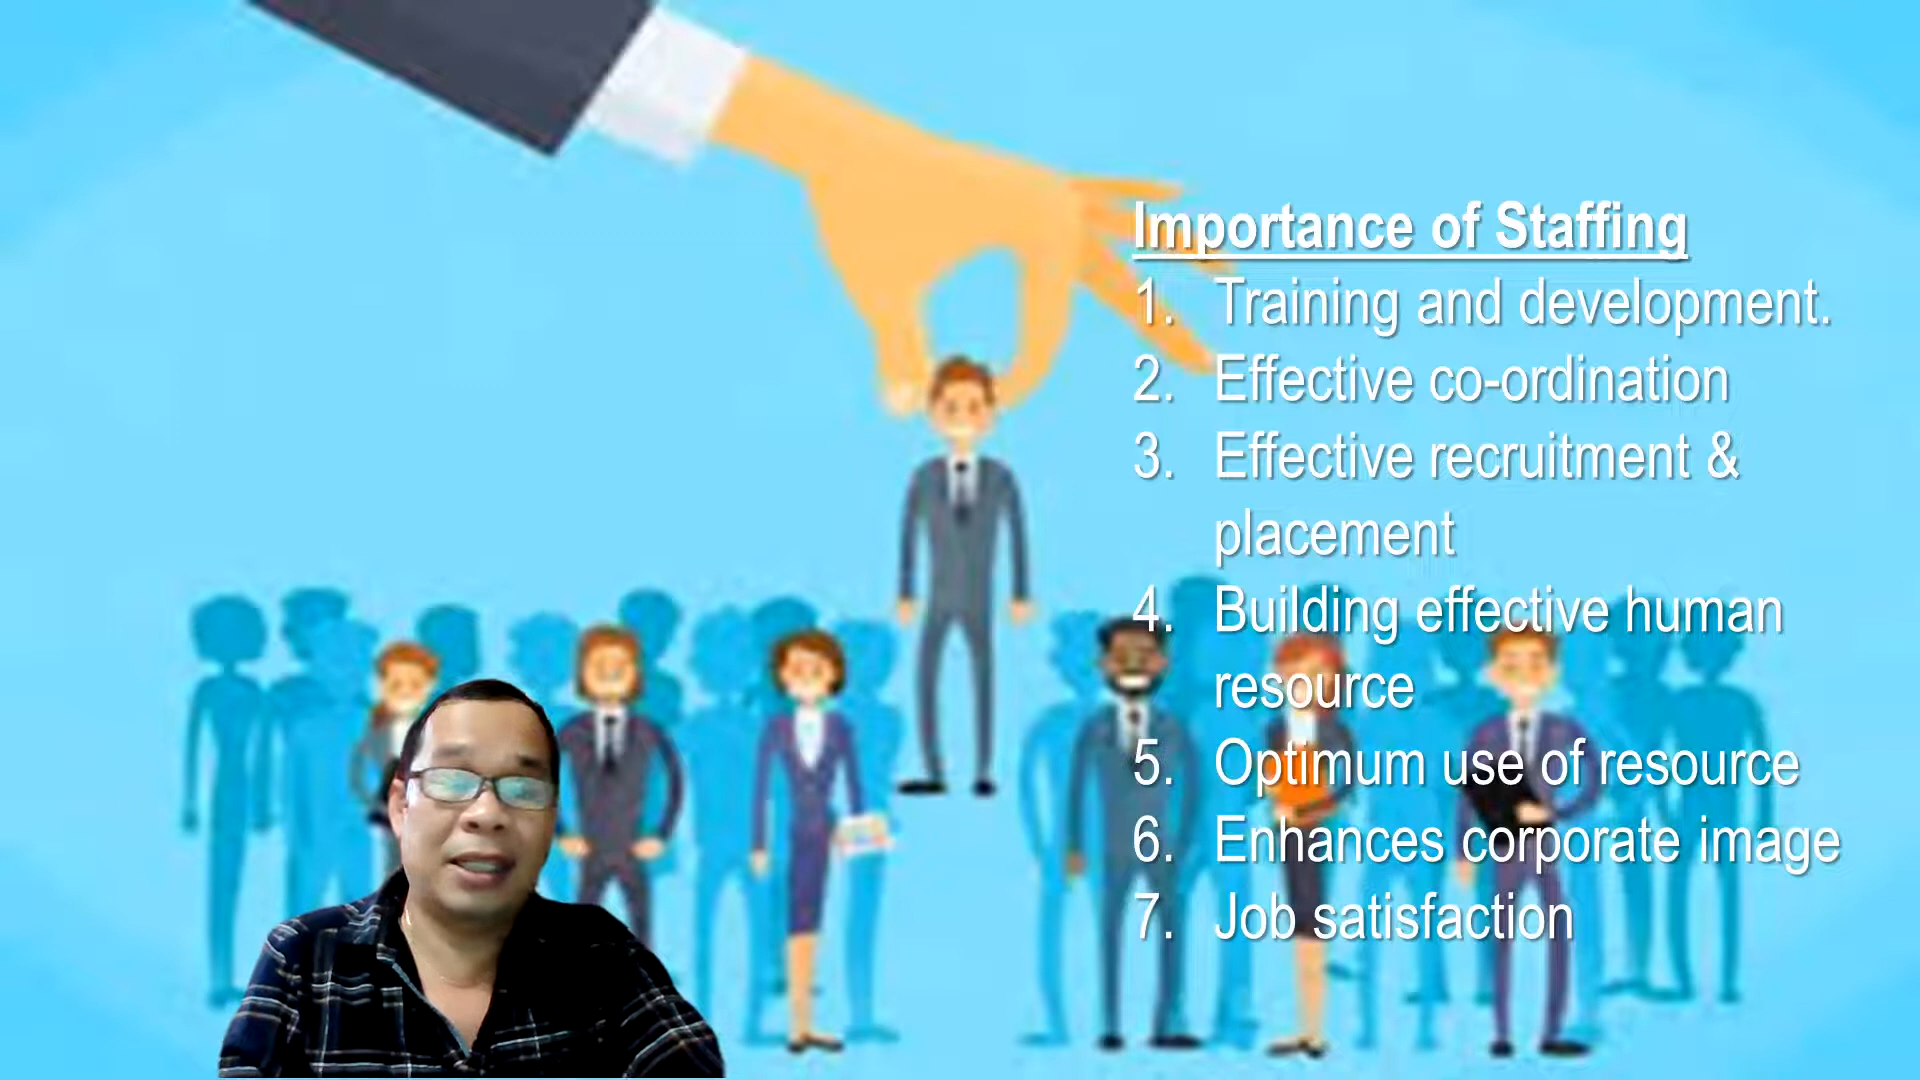 Importance of Staffing
1. Training and development.
2. Effective co-ordination
3. Effective recruitment &
placement
4. Building effective human
resource
5. Optimum use of resource
6. Enhances corporate image
7. Job satisfaction